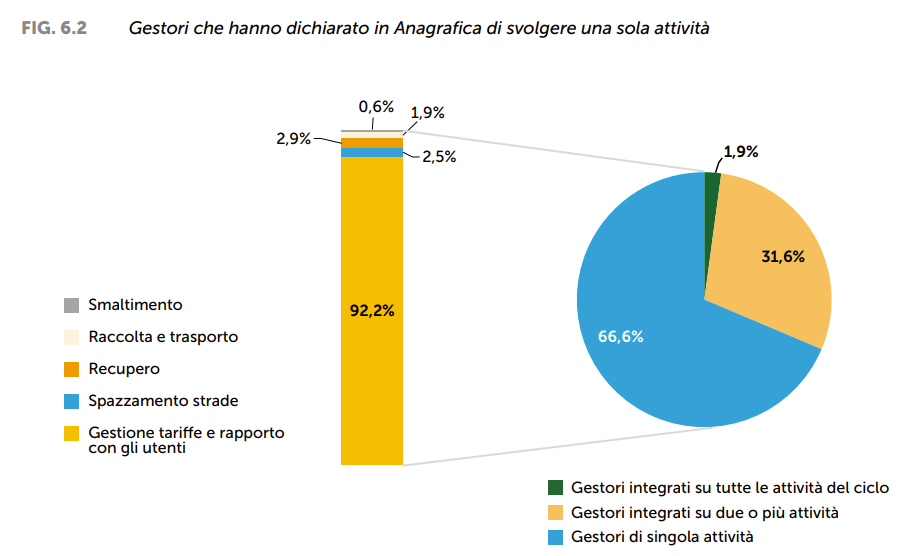 FIG. 6.2 Gestori che hanno dichiarato in Anagrafica di svolgere una sola attività
0,6%
1,9%
2,9%
2,5%
92,2%
Smaltimento
Raccolta e trasporto
Recupero
Spazzamento strade
Gestione tariffe e rapporto
con gli utenti
1,9%
31,6%
66,6%
Gestori integrati su tutte le attività del ciclo
Gestori integrati su due o più attività
Gestori di singola attività